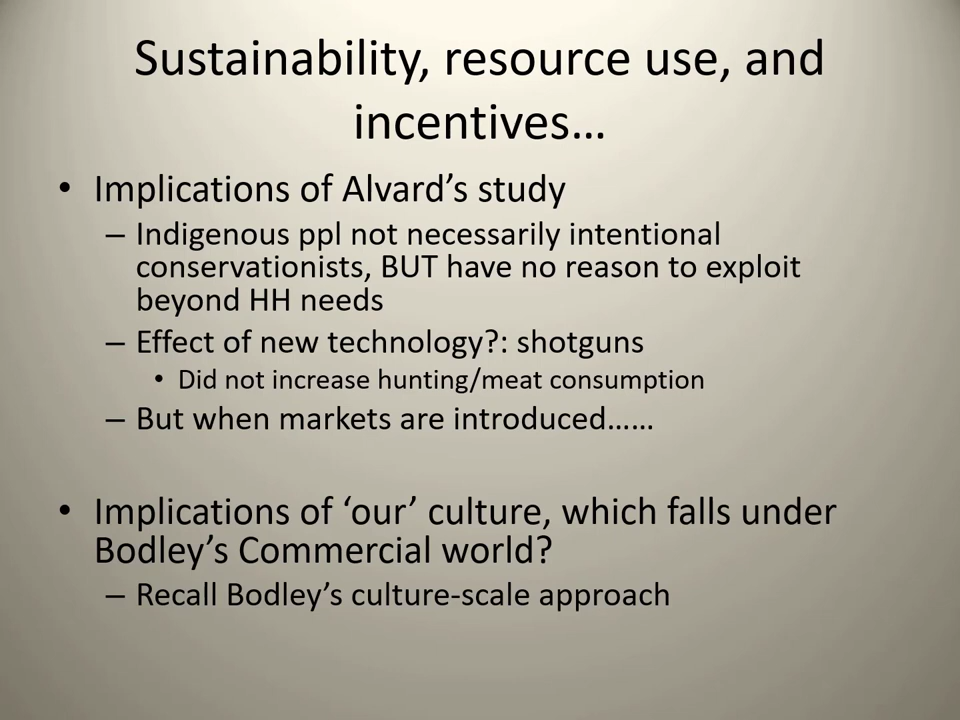 Sustainability, resource use, and
incentives…
• Implications of Alvard’s study
– Indigenous ppl not necessarily intentional
conservationists, BUT have no reason to exploit
beyond HH needs
– Effect of new technology?: shotguns
• Did not increase hunting/meat consumption
– But when markets are introduced……
• Implications of ‘our’ culture, which falls under
Bodley’s Commercial world?
– Recall Bodley’s culture-scale approach